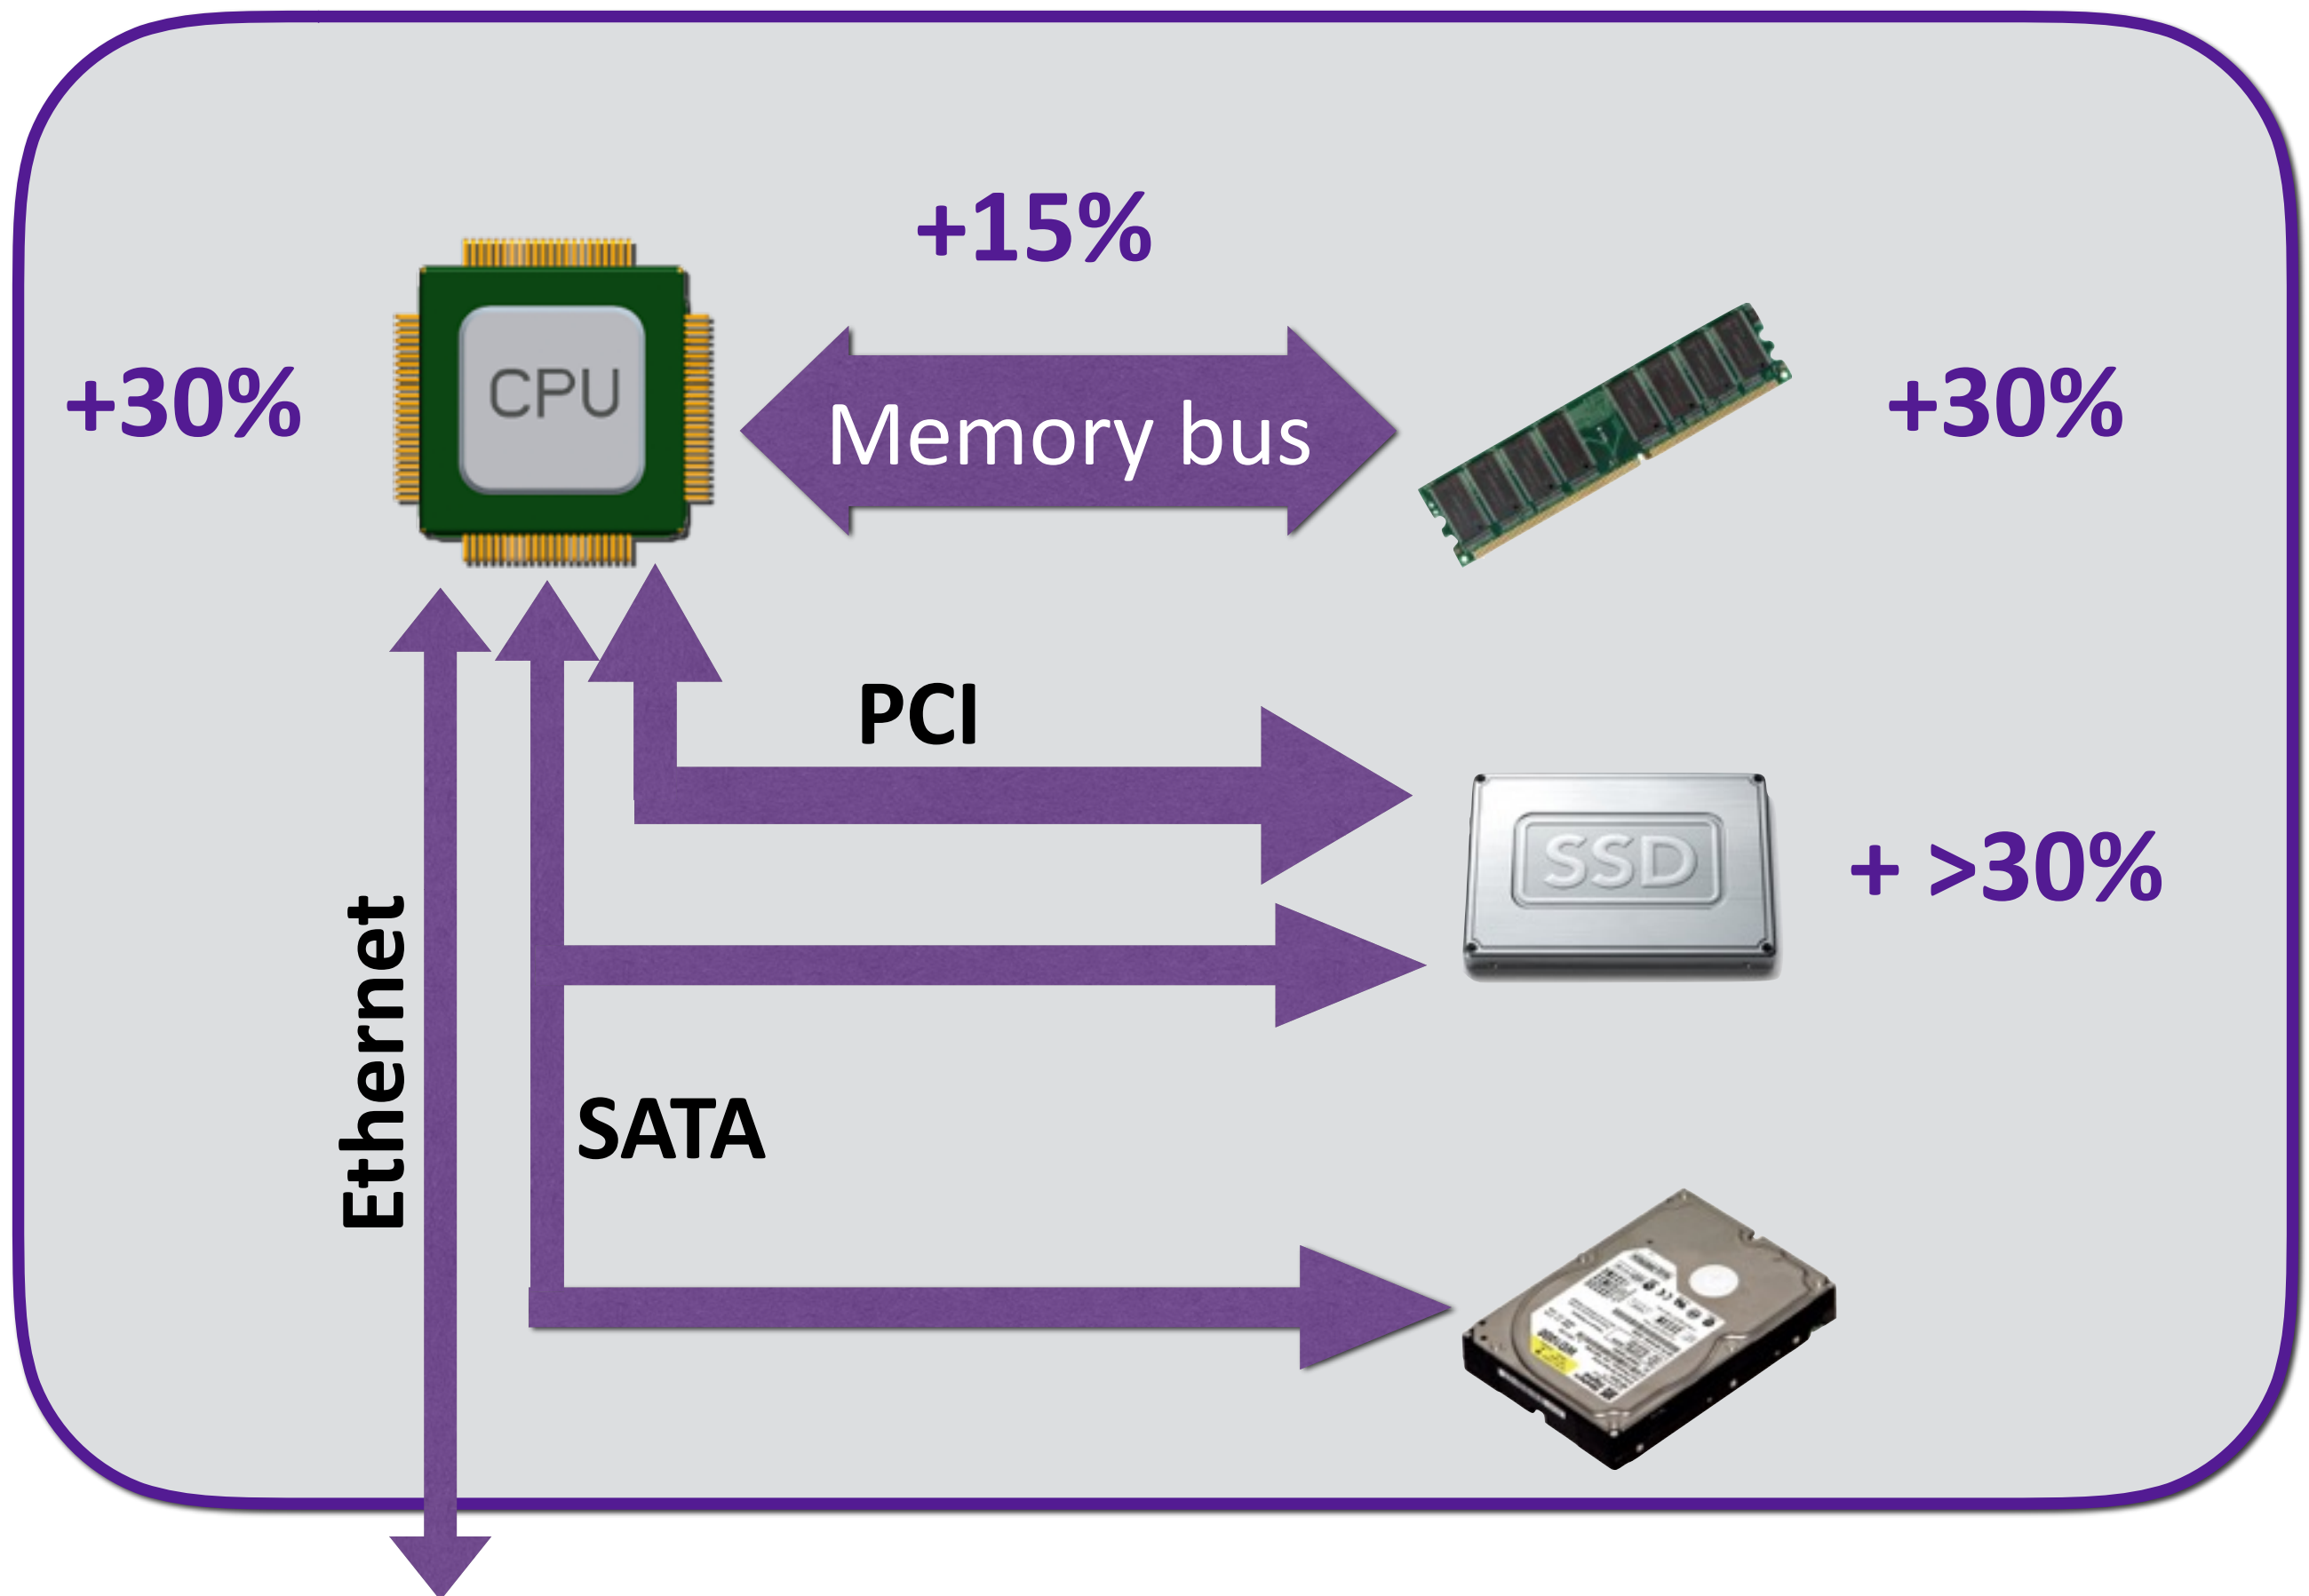 +15%
+30%
CPU
Memory bus
+30%
PCI
SSD
+ >30%
Ethernet
SATA